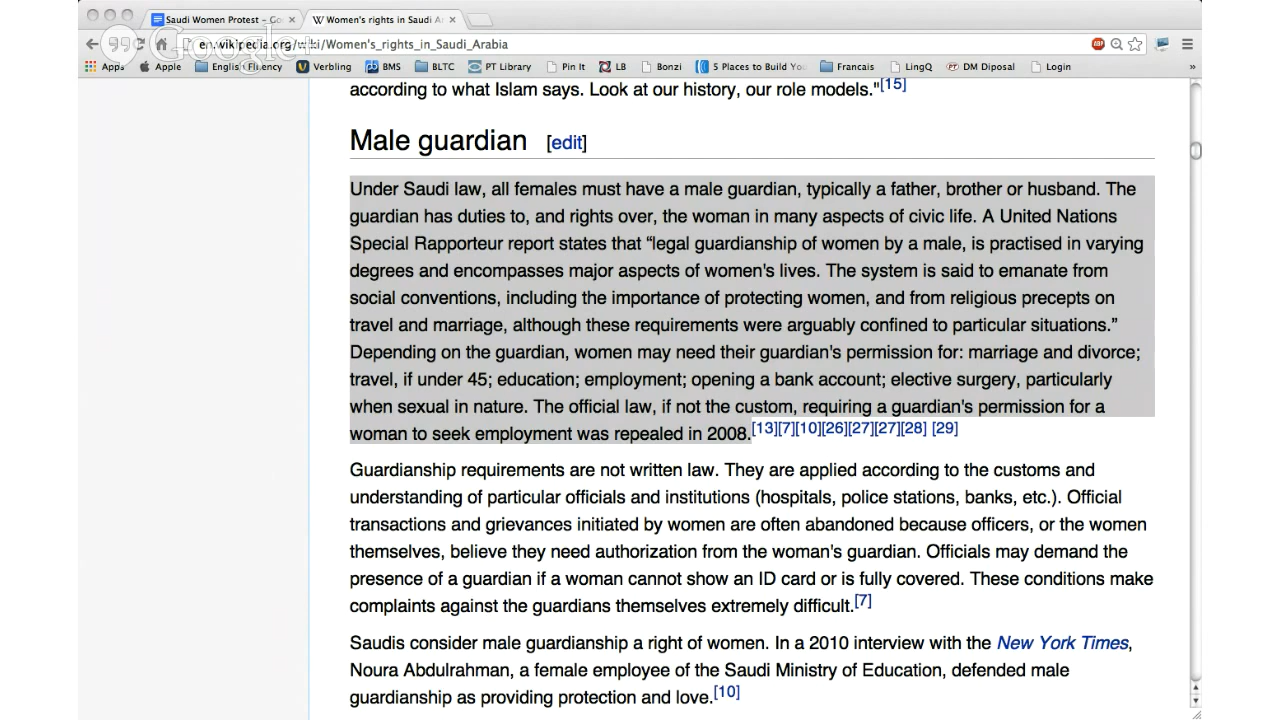 Saudi Women Protest – Go
Women's rights in Saudi Ar
Google+
en.wikipedia.org/wiki/Women's_rights_in_Saudi_Arabia
Apps Apple English Fluency Verbling BMS BLTC PT Library Pin It LB Bonzi 5 Places to Build Yo Francais LingQ DM Diposal Login »
according to what Islam says. Look at our history, our role models."[15]
Male guardian [edit]
Under Saudi law, all females must have a male guardian, typically a father, brother or husband. The
guardian has duties to, and rights over, the woman in many aspects of civic life. A United Nations
Special Rapporteur report states that “legal guardianship of women by a male, is practised in varying
degrees and encompasses major aspects of women's lives. The system is said to emanate from
social conventions, including the importance of protecting women, and from religious precepts on
travel and marriage, although these requirements were arguably confined to particular situations.”
Depending on the guardian, women may need their guardian's permission for: marriage and divorce;
travel, if under 45; education; employment; opening a bank account; elective surgery, particularly
when sexual in nature. The official law, if not the custom, requiring a guardian's permission for a
woman to seek employment was repealed in 2008.[13][7][10][26][27][27][28] [29]
Guardianship requirements are not written law. They are applied according to the customs and
understanding of particular officials and institutions (hospitals, police stations, banks, etc.). Official
transactions and grievances initiated by women are often abandoned because officers, or the women
themselves, believe they need authorization from the woman's guardian. Officials may demand the
presence of a guardian if a woman cannot show an ID card or is fully covered. These conditions make
complaints against the guardians themselves extremely difficult.[7]
Saudis consider male guardianship a right of women. In a 2010 interview with the New York Times,
Noura Abdulrahman, a female employee of the Saudi Ministry of Education, defended male
guardianship as providing protection and love.[10]